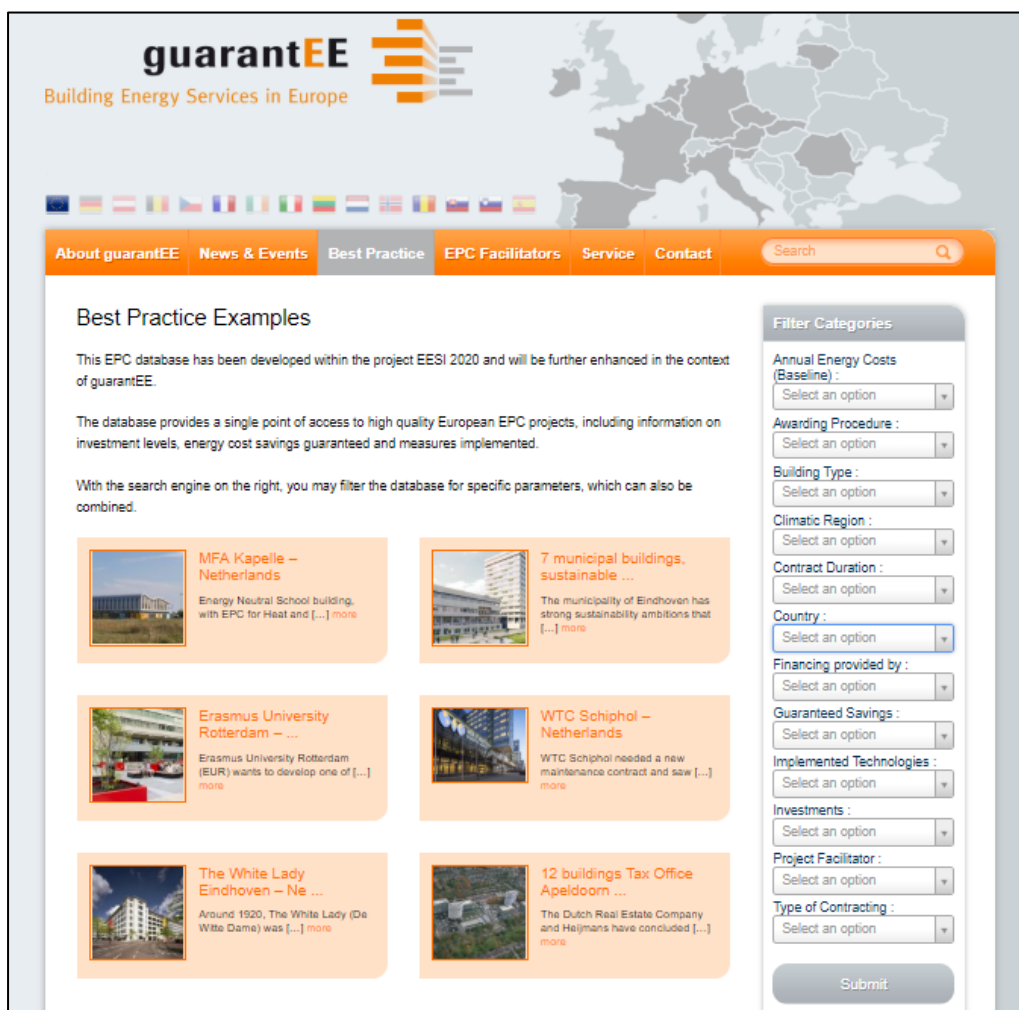 guarantEE
Building Energy Services in Europe
About guarantEE
News & Events
Best Practice
EPC Facilitators
Service
Contact
Search
Best Practice Examples
This EPC database has been developed within the project EESI 2020 and will be further enhanced in the context
of guarantEE.
The database provides a single point of access to high quality European EPC projects, including information on
investment levels, energy cost savings guaranteed and measures implemented.
With the search engine on the right, you may filter the database for specific parameters, which can also be
combined.
MFA Kapelle –
Netherlands
Energy Neutral School building,
with EPC for Heat and [...] more
7 municipal buildings,
sustainable ...
The municipality of Eindhoven has
strong sustainability ambitions that
[...] more
Erasmus University
Rotterdam – ...
Erasmus University Rotterdam
(EUR) wants to develop one of [...]
more
WTC Schiphol –
Netherlands
WTC Schiphol needed a new
maintenance contract and saw [...]
more
The White Lady
Eindhoven – Ne ...
Around 1920, The White Lady (De
Witte Dame) was [...] more
12 buildings Tax Office
Apeldoorn ...
The Dutch Real Estate Company
and Heijmans have concluded [...]
more
Filter Categories
Annual Energy Costs
(Baseline) :
Select an option
Awarding Procedure :
Select an option
Building Type :
Select an option
Climatic Region :
Select an option
Contract Duration :
Select an option
Country :
Select an option
Financing provided by :
Select an option
Guaranteed Savings :
Select an option
Implemented Technologies :
Select an option
Investments :
Select an option
Project Facilitator :
Select an option
Type of Contracting :
Select an option
Submit